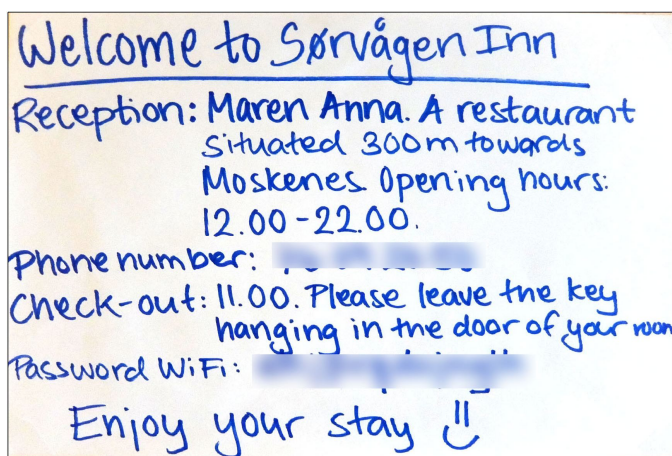 Welcome to Sørvågen Inn
Reception: Maren Anna. A restaurant
Situated 300m towards
Moskenes. Opening hours:
12.00-22.00.
Phone number:
Check-out: 11.00. Please leave the key
hanging in the door of your room
Password WiFi:
Enjoy your stay